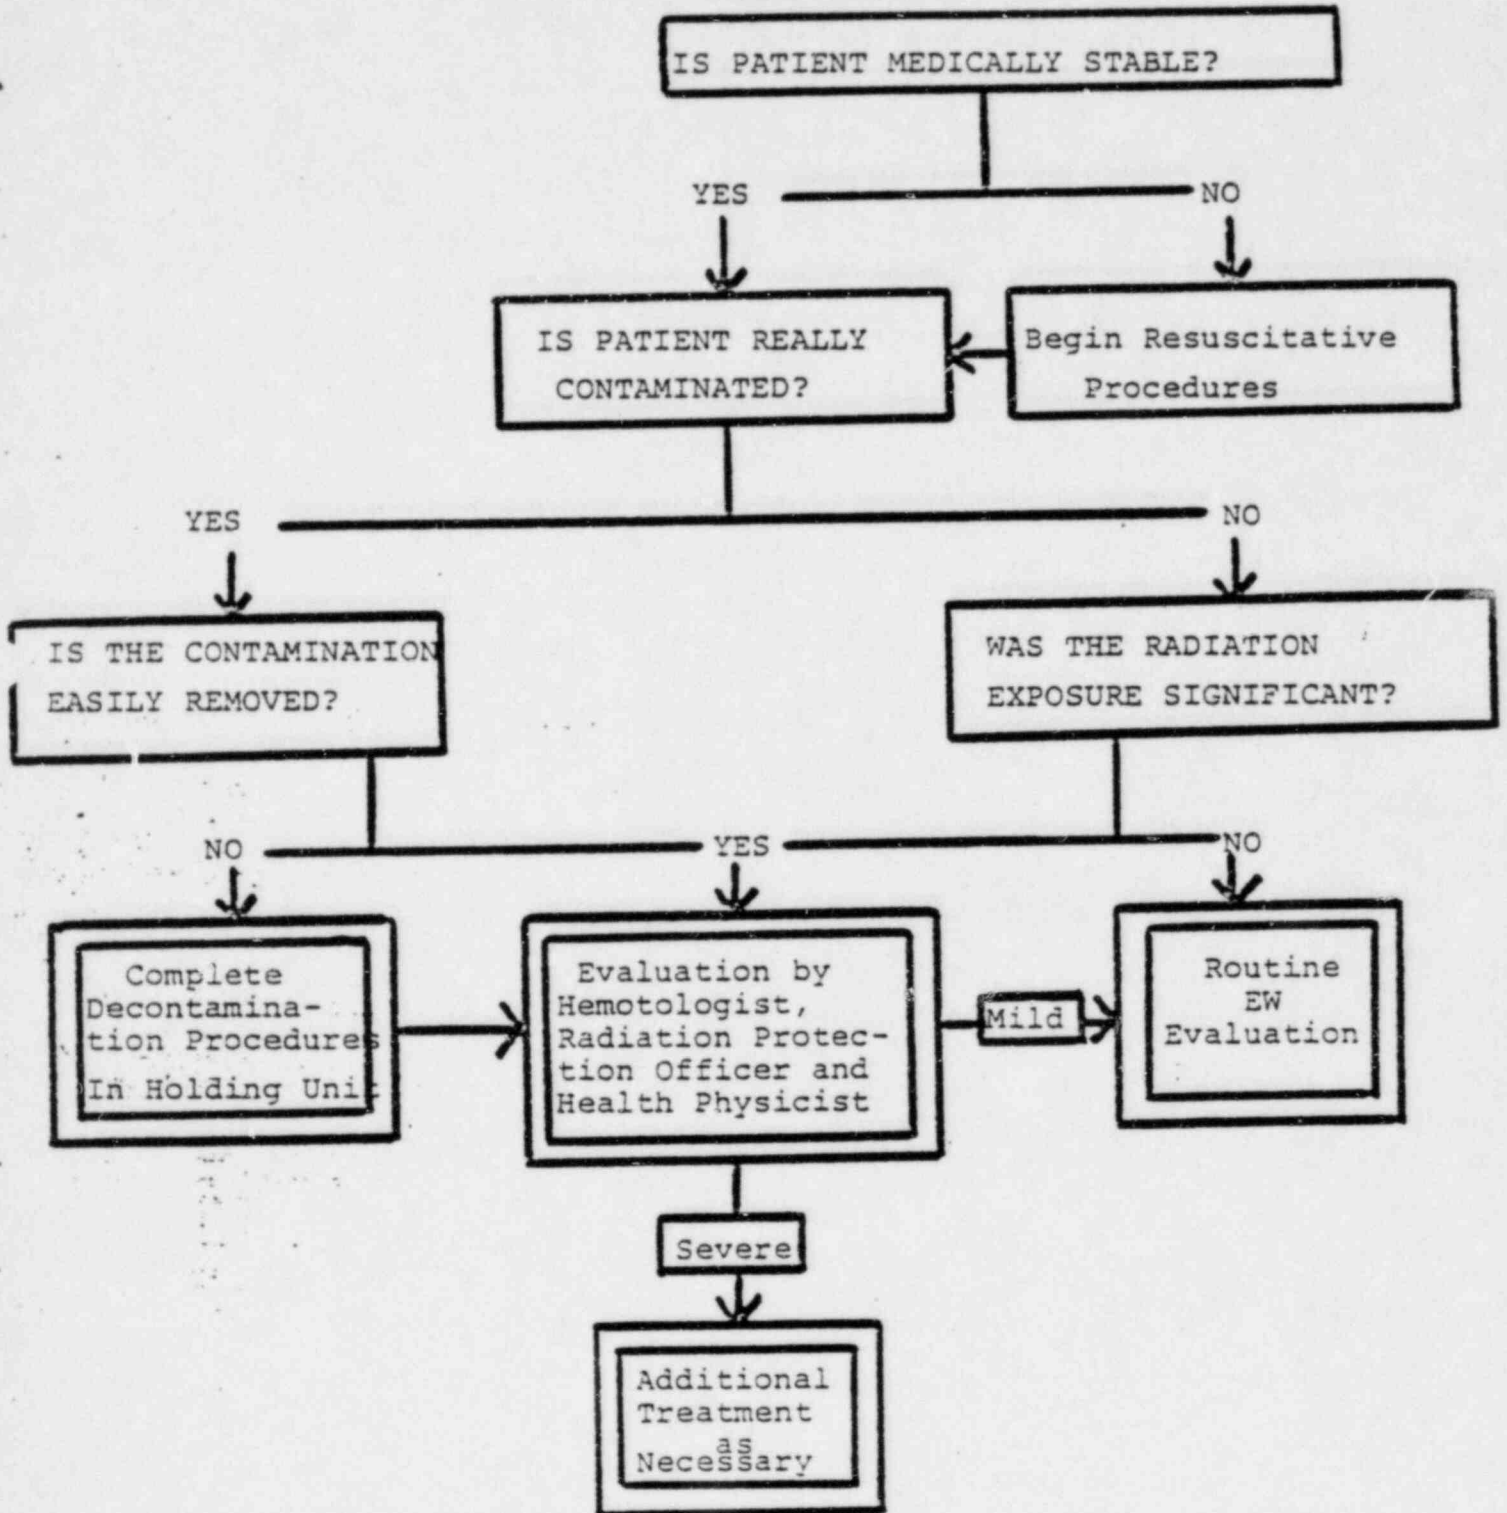 IS PATIENT MEDICALLY STABLE?
YES
NO
IS PATIENT REALLY
CONTAMINATED?
Begin Resuscitative
Procedures
YES
NO
IS THE CONTAMINATION
EASILY REMOVED?
WAS THE RADIATION
EXPOSURE SIGNIFICANT?
NO
YES
NO
Complete
Decontamina-
tion Procedures
In Holding Unit
Evaluation by
Hemotologist,
Radiation Protec-
tion Officer and
Health Physicist
Mild
Routine
EW
Evaluation
Severe
Additional
Treatment
as
Necessary